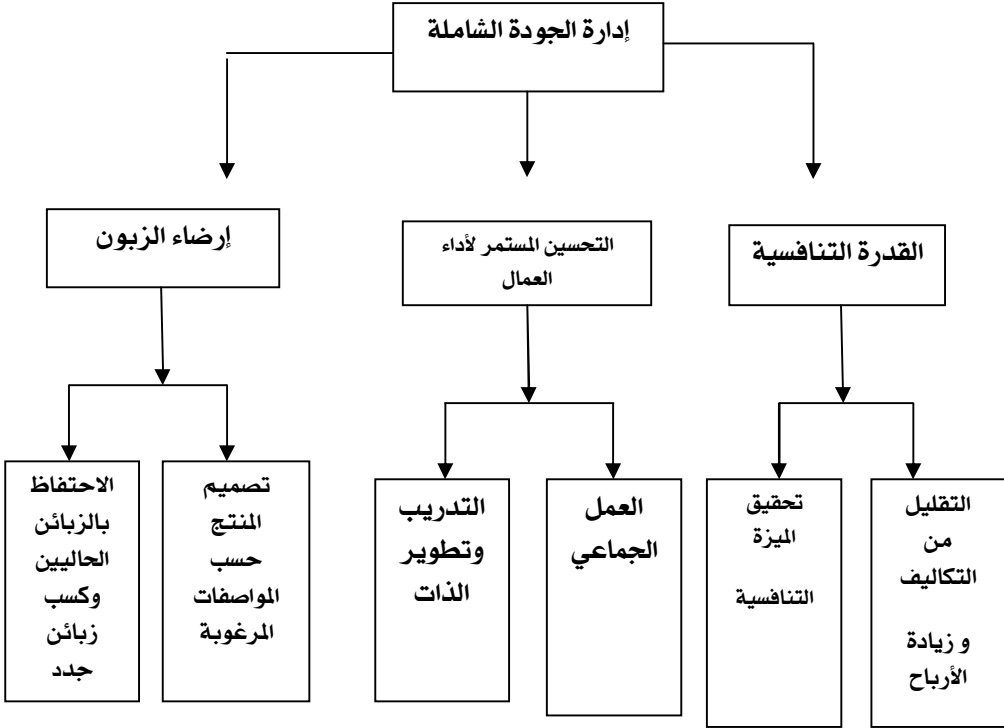 إدارة الجودة الشاملة
القدرة التنافسية
التحسين المستمر لأداء
العمال
إرضاء الزبون
التقليل
من
التكاليف
و زيادة
الأرباح
تحقيق
الميزة
التنافسية
العمل
الجماعي
التدريب
وتطوير
الذات
تصميم
المنتج
حسب
المواصفات
المرغوبة
الاحتفاظ
بالزبائن
الحاليين
وكسب
زبائن
جدد